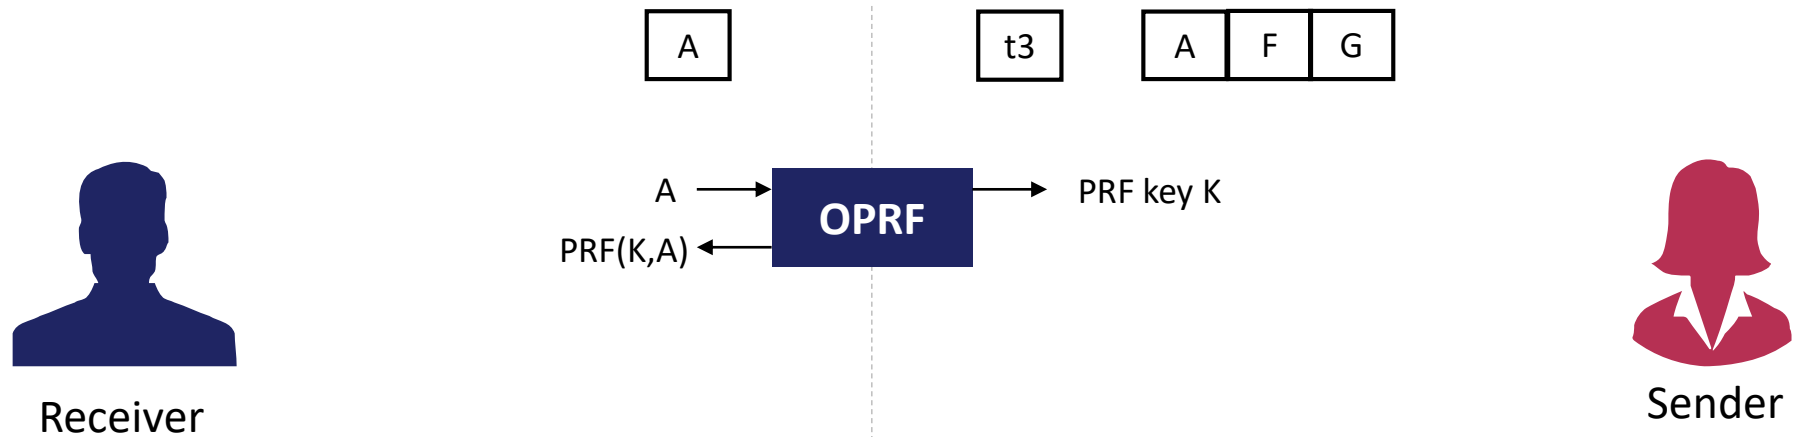 A
t3
A F G
A
OPRF
PRF key K
PRF(K,A)
Receiver
Sender